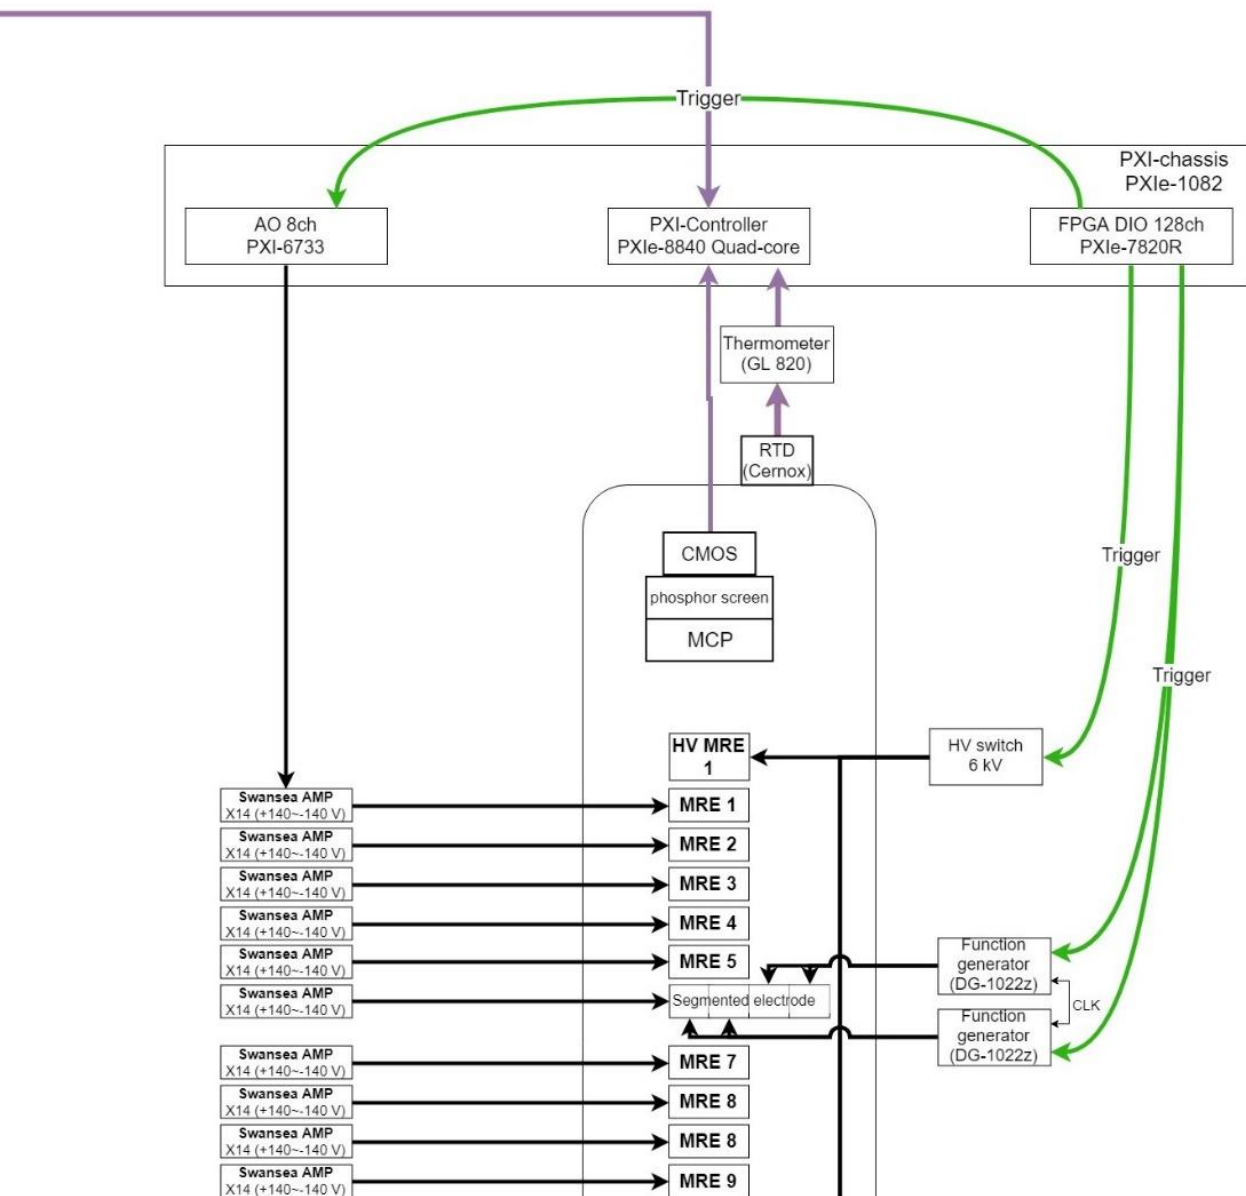 Trigger
PXI-chassis
PXIe-1082
AO 8ch
PXI-6733
PXI-Controller
PXIe-8840 Quad-core
FPGA DIO 128ch
PXIe-7820R
Thermometer
(GL 820)
RTD
(Cernox)
CMOS
phosphor screen
MCP
Trigger
Trigger
HV MRE
1
HV switch
6 kV
Swansea AMP
X14 (+140~-140 V)
MRE 1
Swansea AMP
X14 (+140~-140 V)
MRE 2
Swansea AMP
X14 (+140~-140 V)
MRE 3
Swansea AMP
X14 (+140~-140 V)
MRE 4
Swansea AMP
X14 (+140~-140 V)
MRE 5
Function
generator
(DG-1022z)
Swansea AMP
X14 (+140~-140 V)
Segmented electrode
CLK
Function
generator
(DG-1022z)
Swansea AMP
X14 (+140~-140 V)
MRE 7
Swansea AMP
X14 (+140~-140 V)
MRE 8
Swansea AMP
X14 (+140~-140 V)
MRE 8
Swansea AMP
X14 (+140~-140 V)
MRE 9